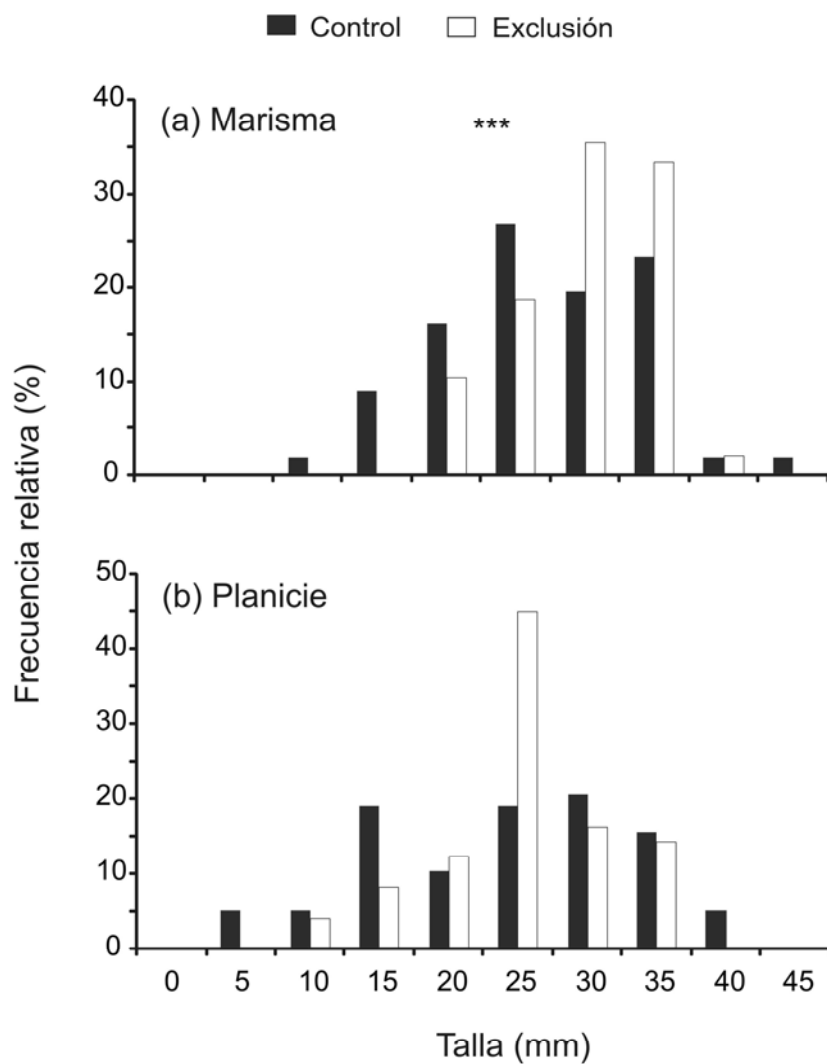 Control Exclusión
(a) Marisma
***
40
30
20
10
0
(b) Planicie
50
40
30
20
10
0
0 5 10 15 20 25 30 35 40 45
Talla (mm)
Frecuencia relativa (%)